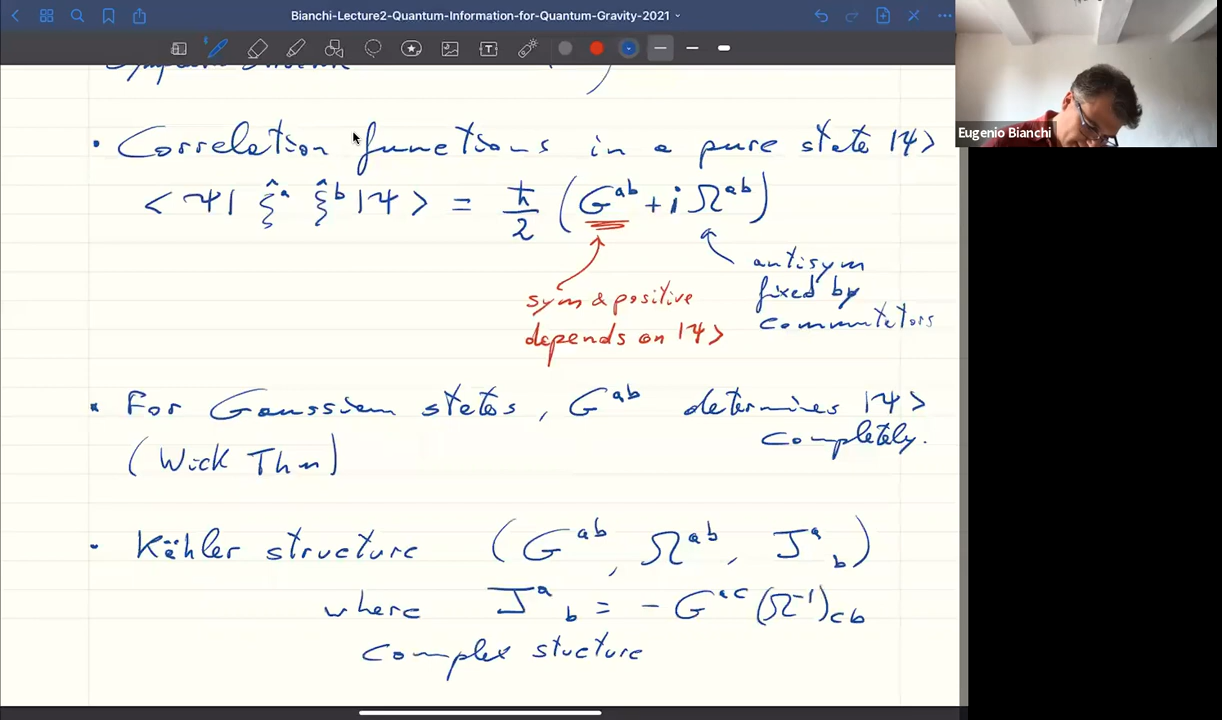 Bianchi-Lecture2-Quantum-Information-for-Quantum-Gravity-2021
Eugenio Bianchi
• Correlation functions in a pure state |ψ>
<ψ| ξ̂ᵃ ξ̂ᵇ |ψ> = ħ/2 (Gᵃᵇ + i Ωᵃᵇ)
antisym
fixed by
commutators
sym & positive
depends on |ψ>
• For Gaussian states, Gᵃᵇ determines |ψ>
completely.
(Wick Thm)
• Kähler structure (Gᵃᵇ, Ωᵃᵇ, Jᵃ_b)
where Jᵃ_b = - Gᵃᶜ (Ω⁻¹)_cb
complex stucture